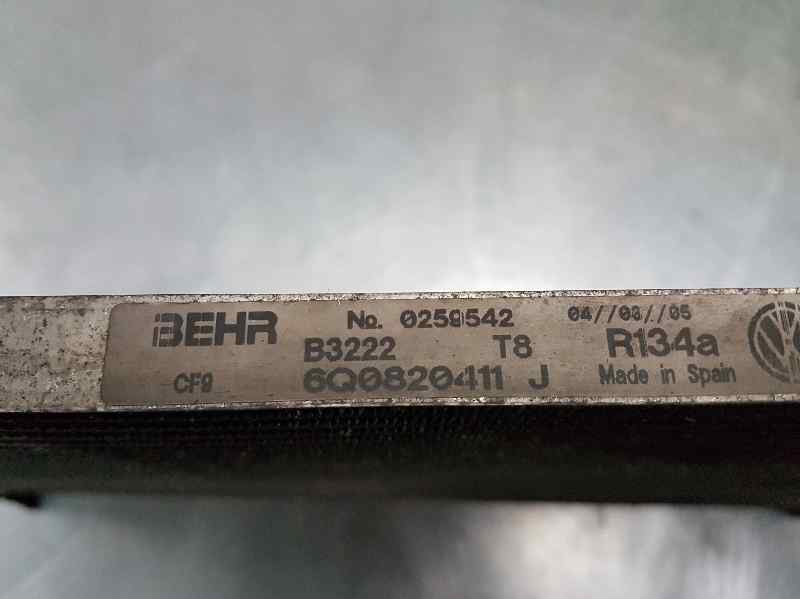 BEHR No. 0259542 04//03//05
B3222 T8 R134a
CF9 6Q0820411 J Made in Spain